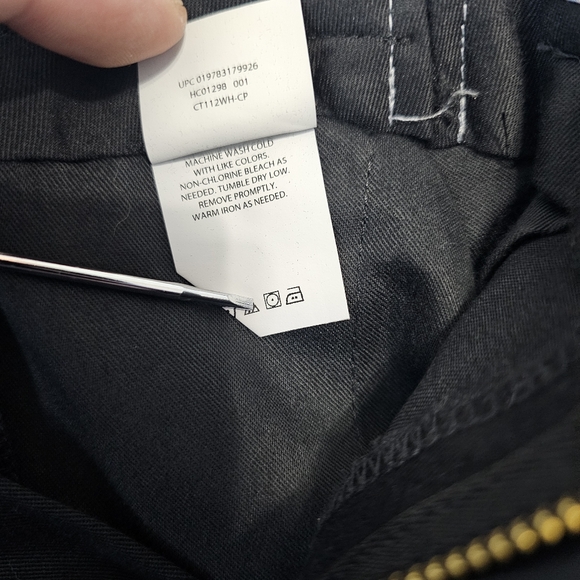 UPC 019783179926
HC01298 001
CT112WH-CP
MACHINE WASH COLD
WITH LIKE COLORS.
NON-CHLORINE BLEACH AS
NEEDED. TUMBLE DRY LOW.
REMOVE PROMPTLY.
WARM IRON AS NEEDED.